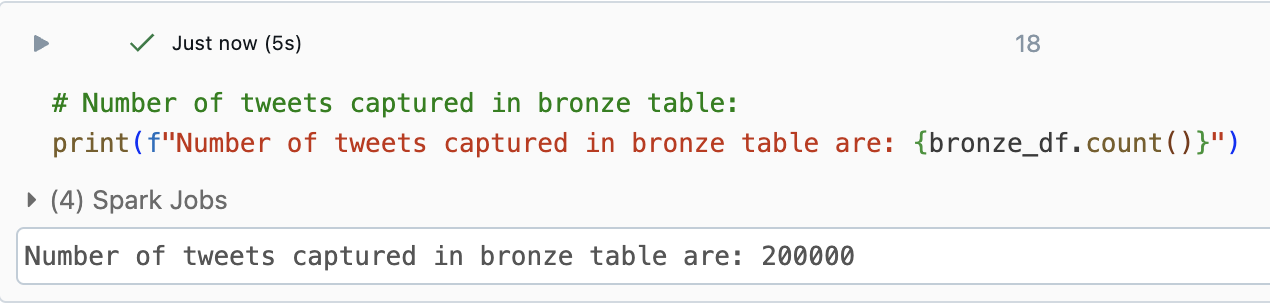 Just now (5s)
18
# Number of tweets captured in bronze table:
print(f"Number of tweets captured in bronze table are: {bronze_df.count()}")
(4) Spark Jobs
Number of tweets captured in bronze table are: 200000